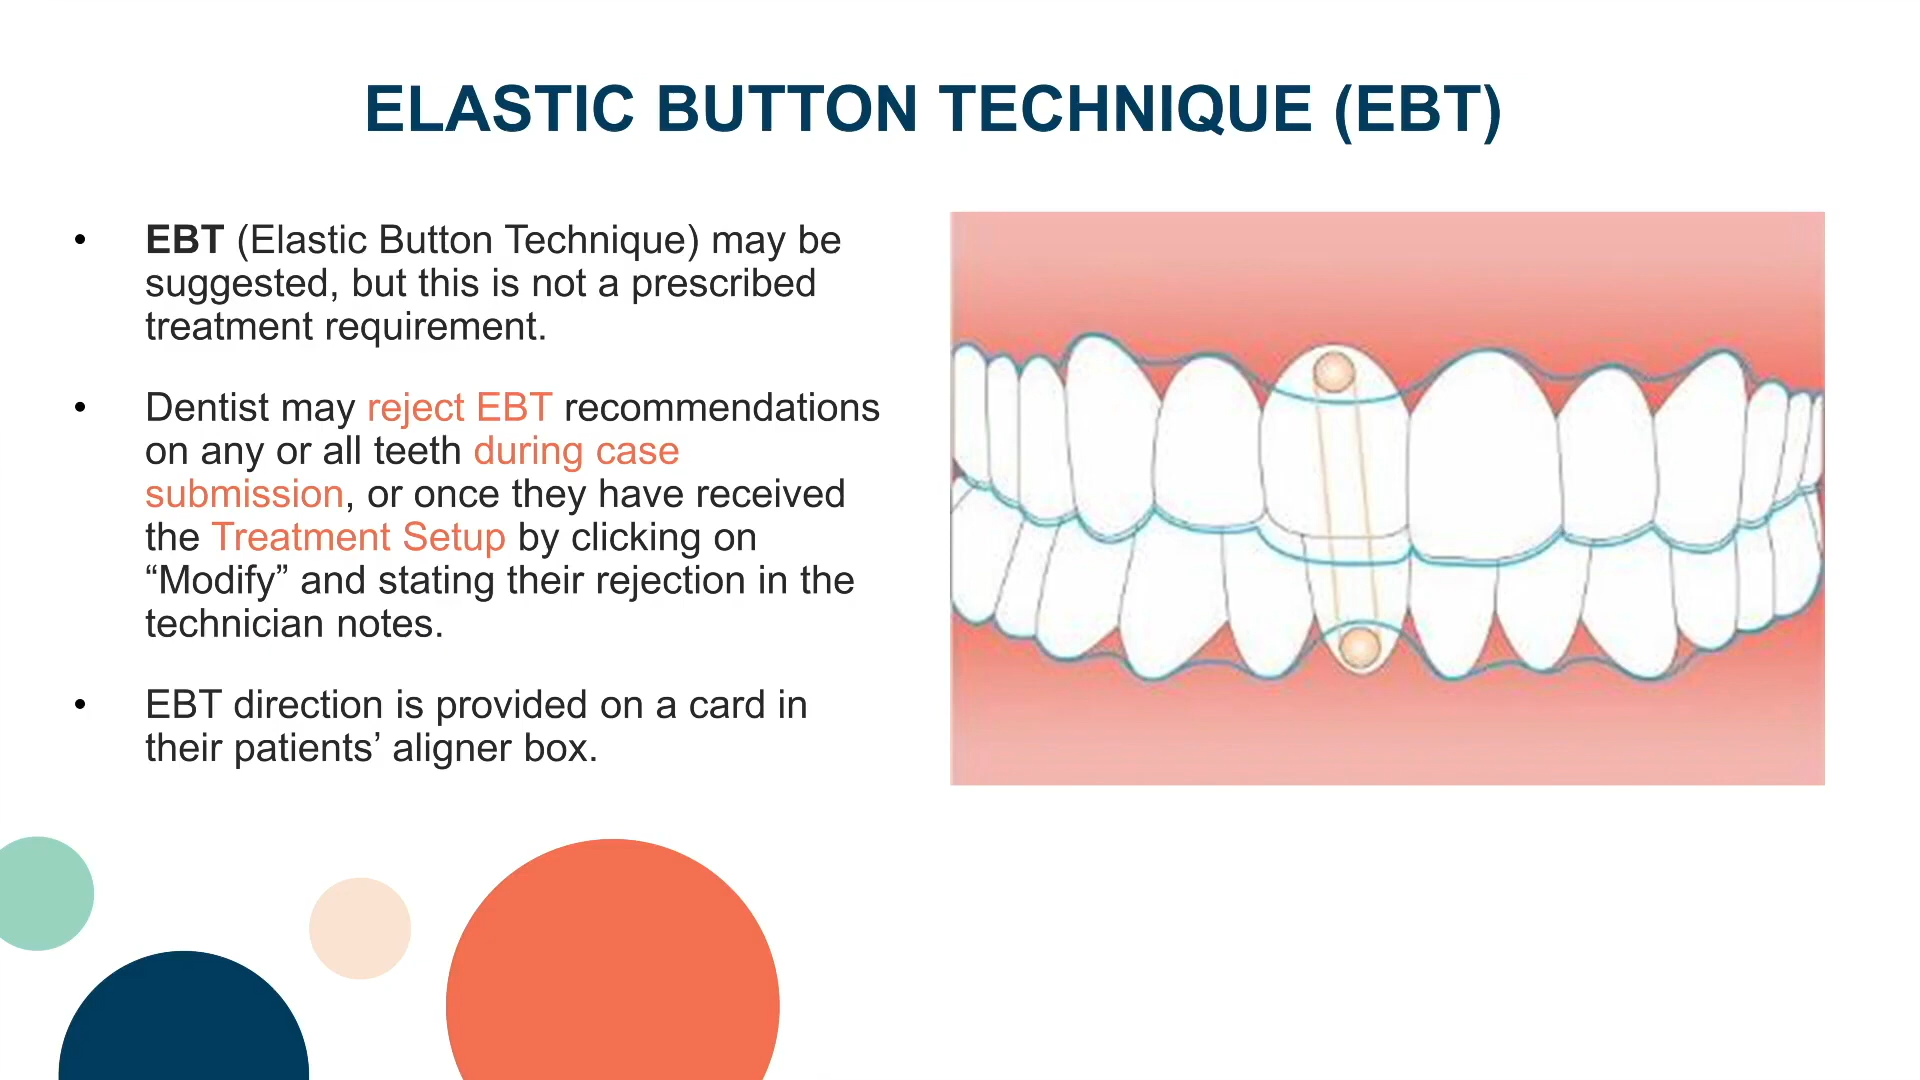 ELASTIC BUTTON TECHNIQUE (EBT)
• EBT (Elastic Button Technique) may be
suggested, but this is not a prescribed
treatment requirement.
• Dentist may reject EBT recommendations
on any or all teeth during case
submission, or once they have received
the Treatment Setup by clicking on
“Modify” and stating their rejection in the
technician notes.
• EBT direction is provided on a card in
their patients’ aligner box.